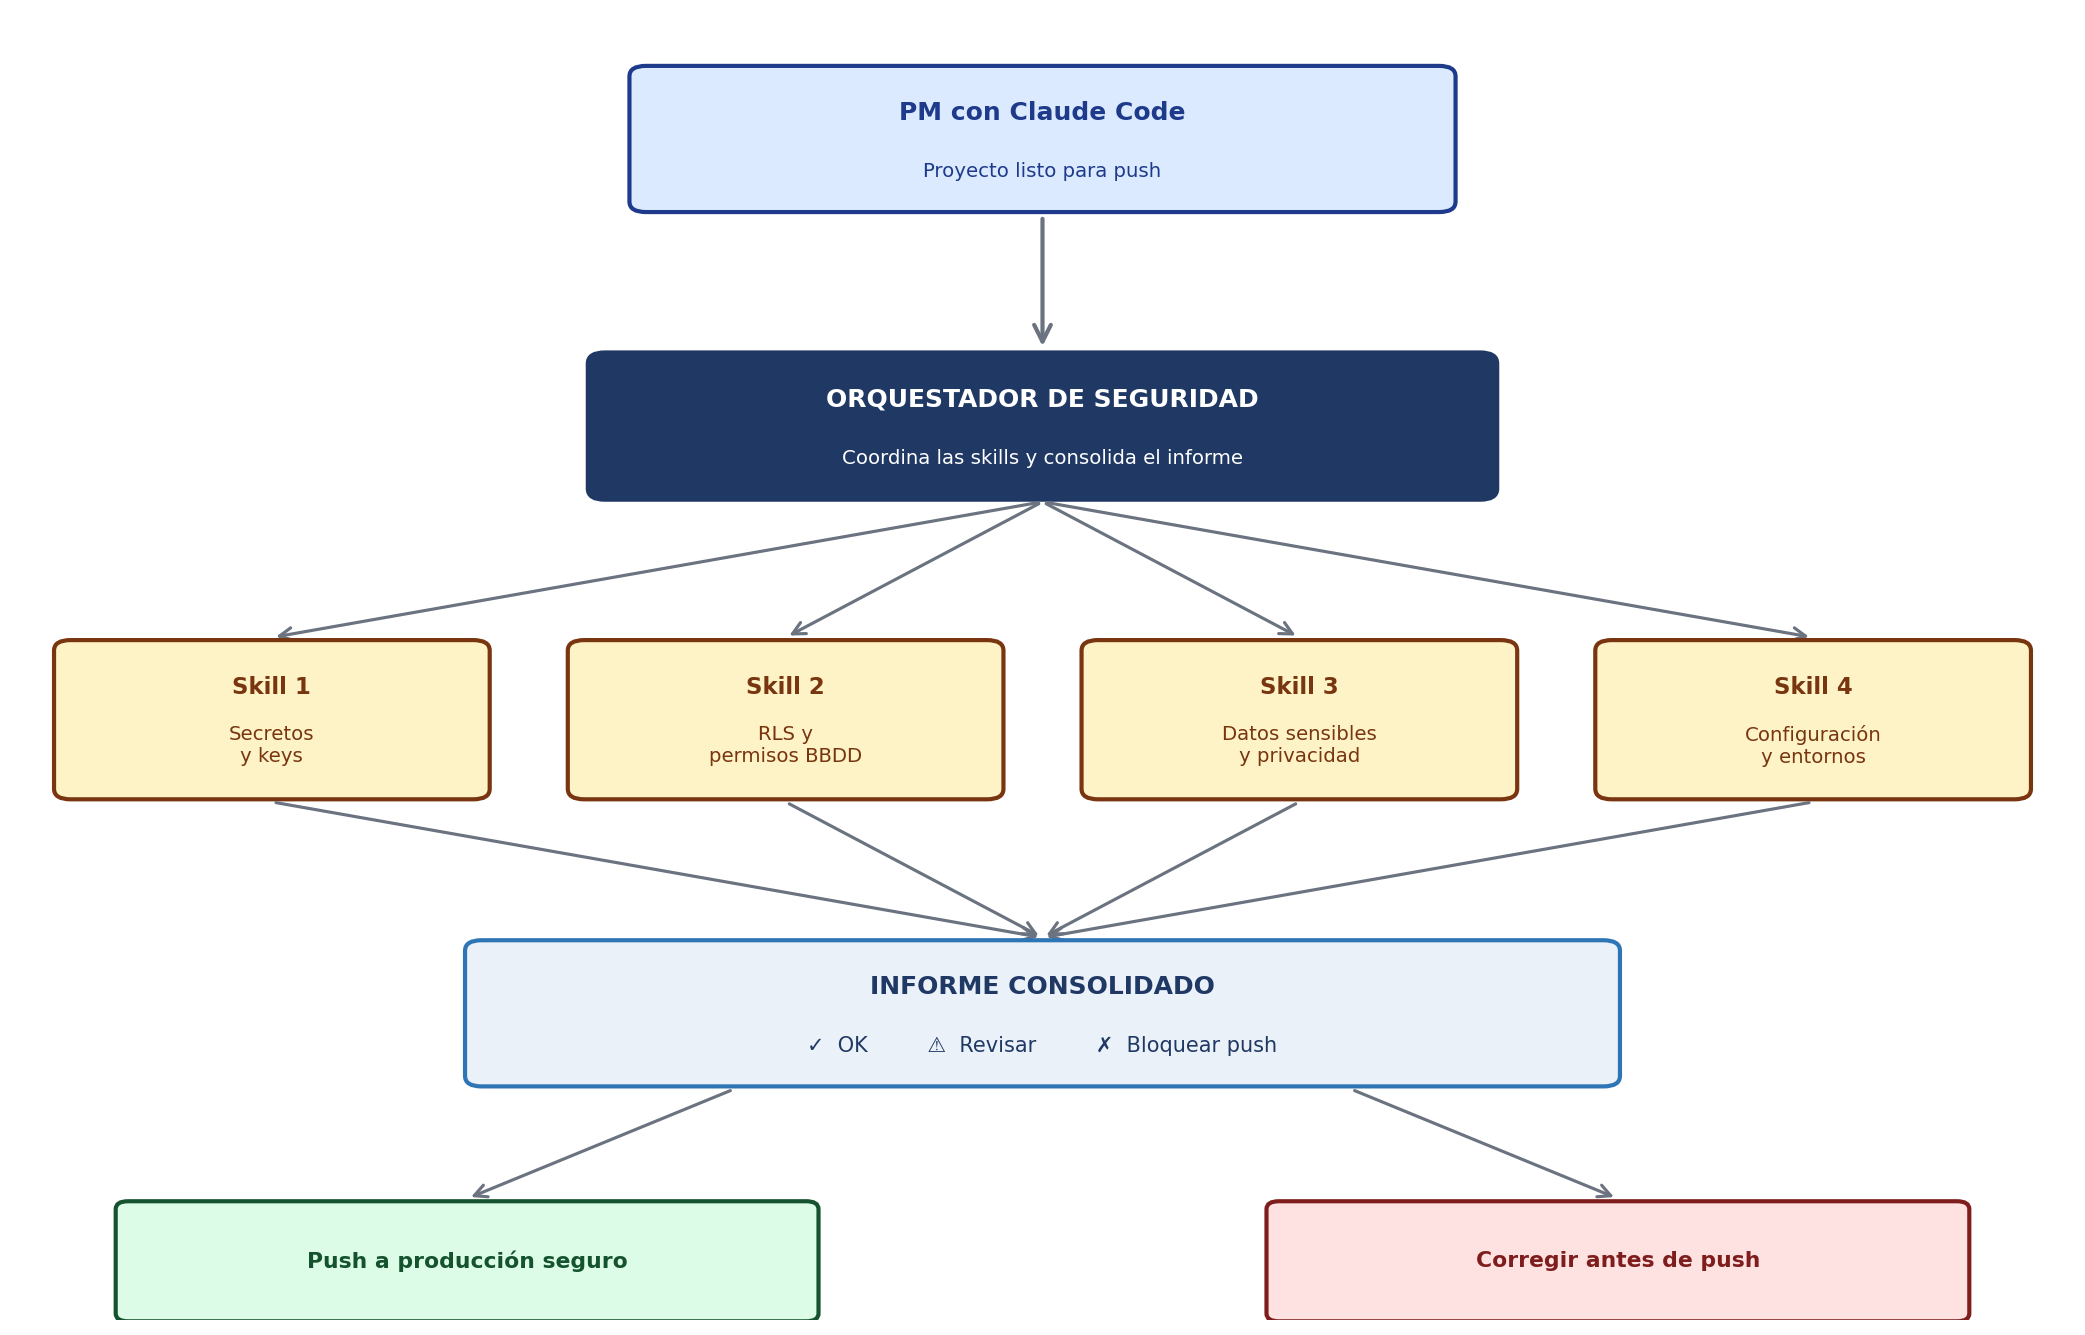 PM con Claude Code
Proyecto listo para push
ORQUESTADOR DE SEGURIDAD
Coordina las skills y consolida el informe
Skill 1
Secretos
y keys
Skill 2
RLS y
permisos BBDD
Skill 3
Datos sensibles
y privacidad
Skill 4
Configuración
y entornos
INFORME CONSOLIDADO
✓ OK ⚠ Revisar ✗ Bloquear push
Push a producción seguro
Corregir antes de push